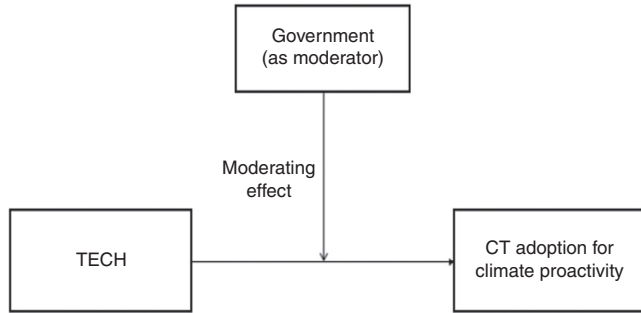 Government
(as moderator)
Moderating
effect
TECH
CT adoption for
climate proactivity